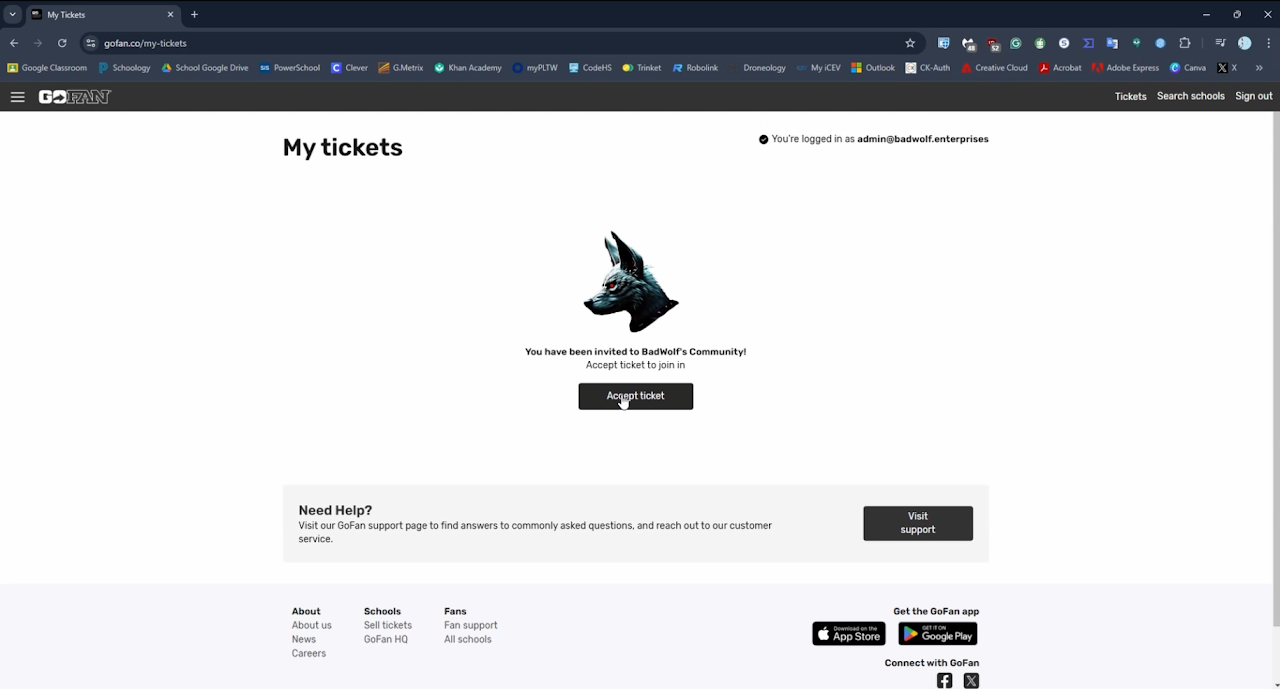 My Tickets
gofan.co/my-tickets
48
52
Google Classroom Schoology School Google Drive SIS PowerSchool Clever G.Metrix Khan Academy myPLTW CodeHS Trinket Robolink Droneology My iCEV Outlook CK-Auth Creative Cloud Acrobat Adobe Express Canva X »
GOFAN
Tickets Search schools Sign out
My tickets
You're logged in as admin@badwolf.enterprises
You have been invited to BadWolf's Community!
Accept ticket to join in
Accept ticket
Need Help?
Visit our GoFan support page to find answers to commonly asked questions, and reach out to our customer
service.
Visit
support
About Schools Fans Get the GoFan app
About us Sell tickets Fan support
News GoFan HQ All schools
Careers
Download on the
App Store
GET IT ON
Google Play
Connect with GoFan